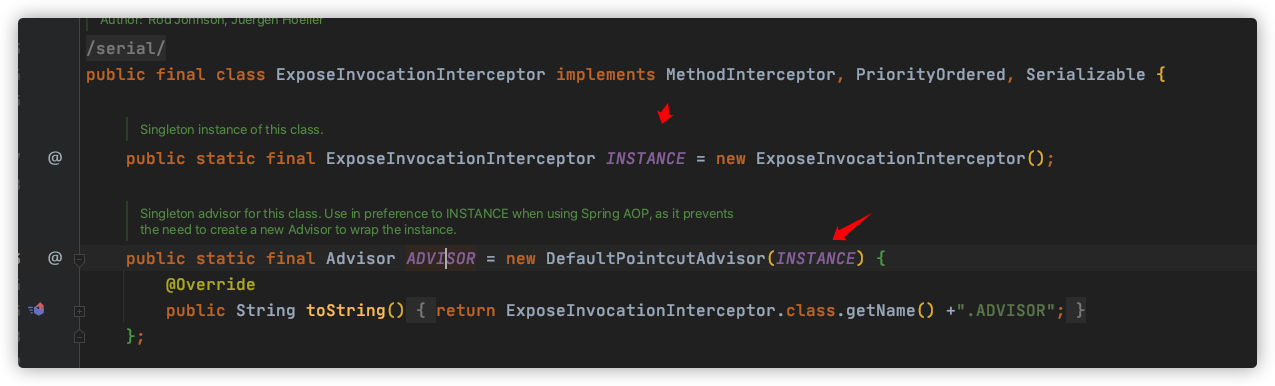 Author: Rod Johnson, Juergen Hoeller
/serial/
public final class ExposeInvocationInterceptor implements MethodInterceptor, PriorityOrdered, Serializable {
Singleton instance of this class.
@ public static final ExposeInvocationInterceptor INSTANCE = new ExposeInvocationInterceptor();
Singleton advisor for this class. Use in preference to INSTANCE when using Spring AOP, as it prevents
the need to create a new Advisor to wrap the instance.
@ public static final Advisor ADVISOR = new DefaultPointcutAdvisor(INSTANCE) {
@Override
public String toString() { return ExposeInvocationInterceptor.class.getName() +".ADVISOR"; }
};